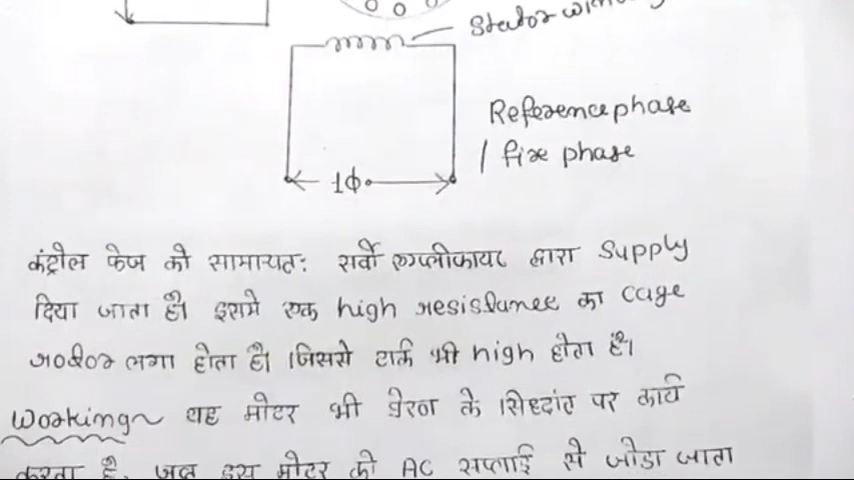 Stator winding
Reference phase
/ fixe phase
1ϕ
कंट्रोल फेज को सामायत: सर्वो एम्प्लीफायर द्वारा Supply
दिया जाता है। इसमे एक high resistance का cage
rotor लगा होता है। जिससे टार्क भी high होता है।
Working यह मोटर भी प्रेरण के सिध्दांत पर कार्य
करता है, जब इस मोटर को AC सप्लाई से जोडा जाता